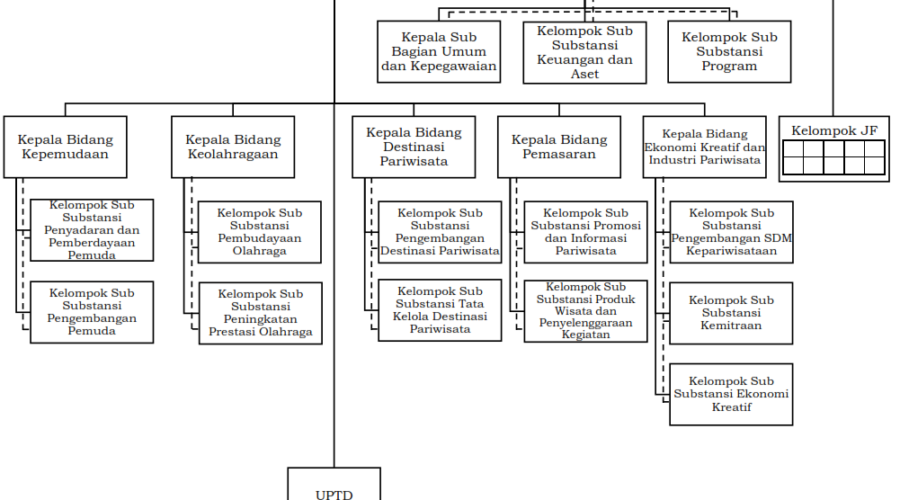 Kepala Sub
Bagian Umum
dan Kepegawaian
Kelompok Sub
Substansi
Keuangan dan
Aset
Kelompok Sub
Substansi
Program
Kepala Bidang
Kepemudaan
Kepala Bidang
Keolahragaan
Kepala Bidang
Destinasi
Pariwisata
Kepala Bidang
Pemasaran
Kepala Bidang
Ekonomi Kreatif dan
Industri Pariwisata
Kelompok JF
Kelompok Sub
Substansi
Penyadaran dan
Pemberdayaan
Pemuda
Kelompok Sub
Substansi
Pembudayaan
Olahraga
Kelompok Sub
Substansi
Pengembangan
Destinasi Pariwisata
Kelompok Sub
Substansi Promosi
dan Informasi
Pariwisata
Kelompok Sub
Substansi
Pengembangan SDM
Kepariwisataan
Kelompok Sub
Substansi
Pengembangan
Pemuda
Kelompok Sub
Substansi
Peningkatan
Prestasi Olahraga
Kelompok Sub
Substansi Tata
Kelola Destinasi
Pariwisata
Kelompok Sub
Substansi Produk
Wisata dan
Penyelenggaraan
Kegiatan
Kelompok Sub
Substansi
Kemitraan
Kelompok Sub
Substansi Ekonomi
Kreatif
UPTD